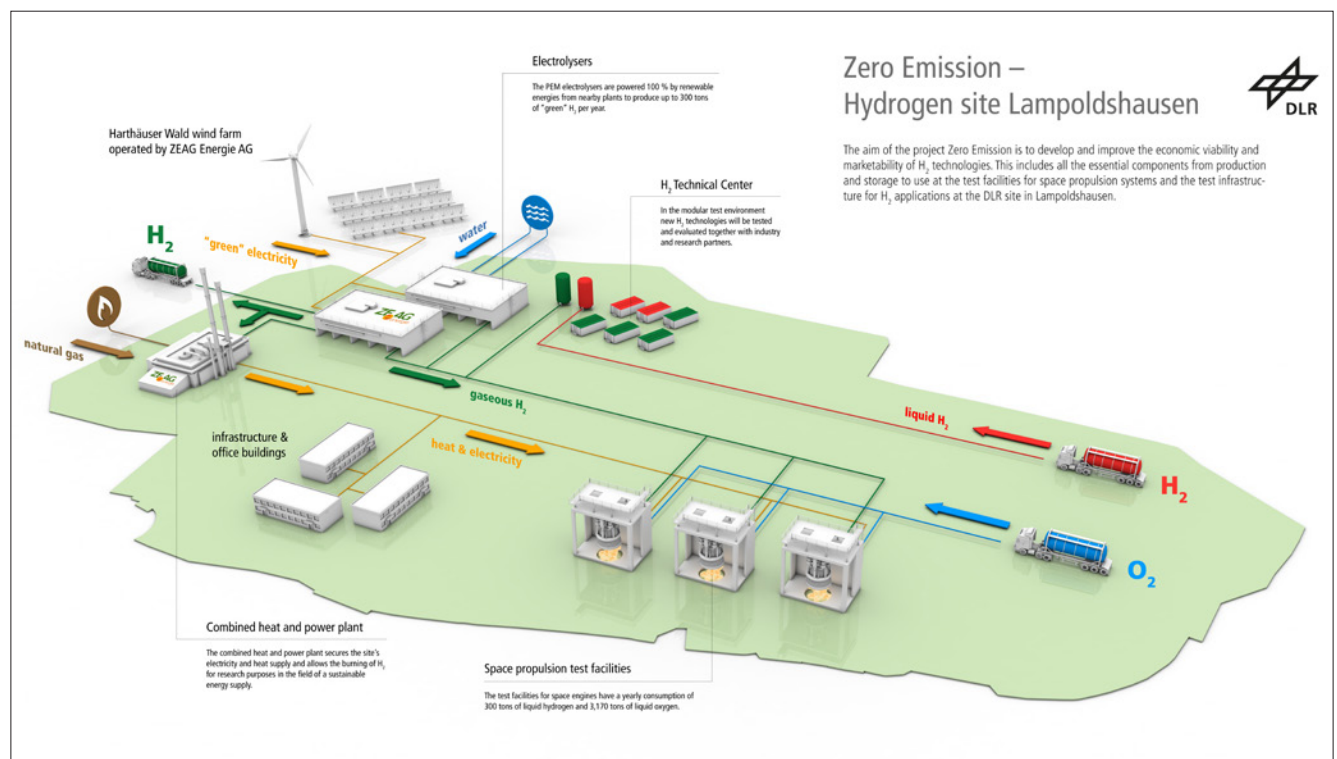 Zero Emission –
Hydrogen site Lampoldshausen
DLR
The aim of the project Zero Emission is to develop and improve the economic viability and
marketability of H₂ technologies. This includes all the essential components from production
and storage to use at the test facilities for space propulsion systems and the test infrastruc-
ture for H₂ applications at the DLR site in Lampoldshausen.
Electrolysers
The PEM electrolysers are powered 100 % by renewable
energies from nearby plants to produce up to 300 tons
of "green" H₂ per year.
Harthäuser Wald wind farm
operated by ZEAG Energie AG
H₂ Technical Center
In the modular test environment
new H₂ technologies will be tested
and evaluated together with industry
and research partners.
H₂
"green" electricity
water
ZEAG
natural gas
ZEAG
gaseous H₂
liquid H₂
infrastructure &
office buildings
heat & electricity
H₂
O₂
Combined heat and power plant
The combined heat and power plant secures the site's
electricity and heat supply and allows the burning of H₂
for research purposes in the field of a sustainable
energy supply.
Space propulsion test facilities
The test facilities for space engines have a yearly consumption of
300 tons of liquid hydrogen and 3,170 tons of liquid oxygen.